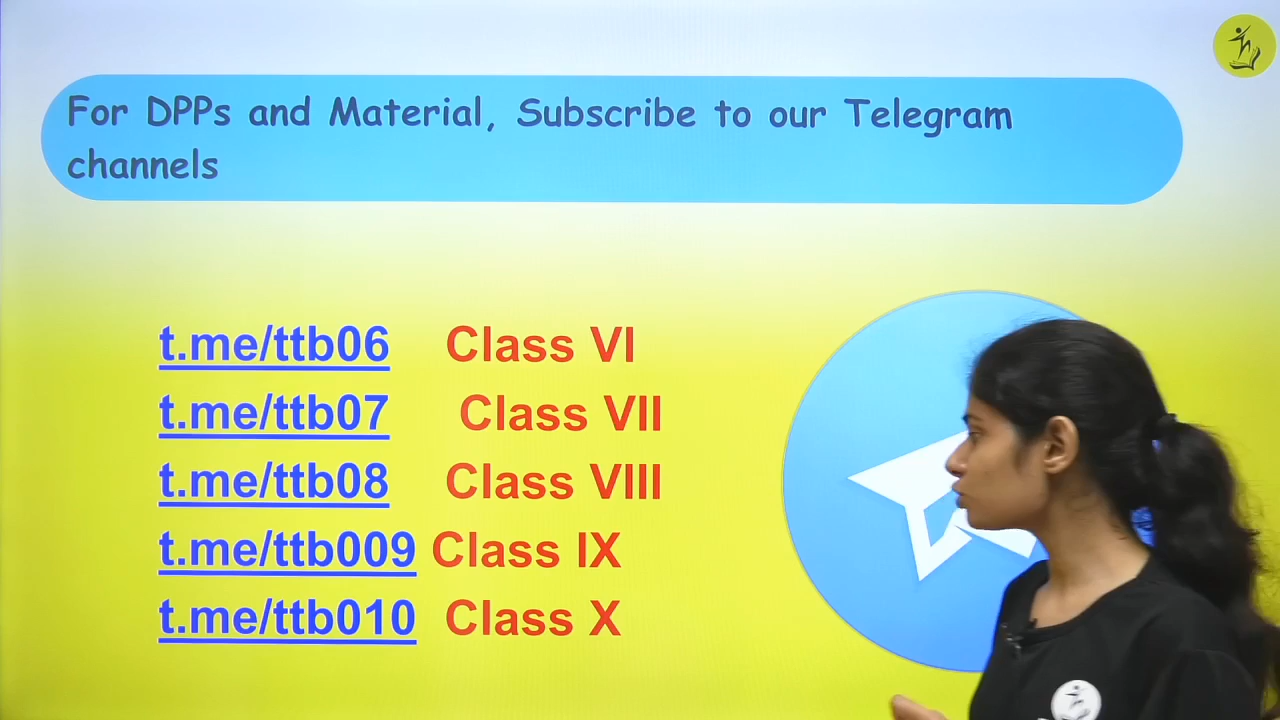 For DPPs and Material, Subscribe to our Telegram
channels
t.me/ttb06 Class VI
t.me/ttb07 Class VII
t.me/ttb08 Class VIII
t.me/ttb009 Class IX
t.me/ttb010 Class X